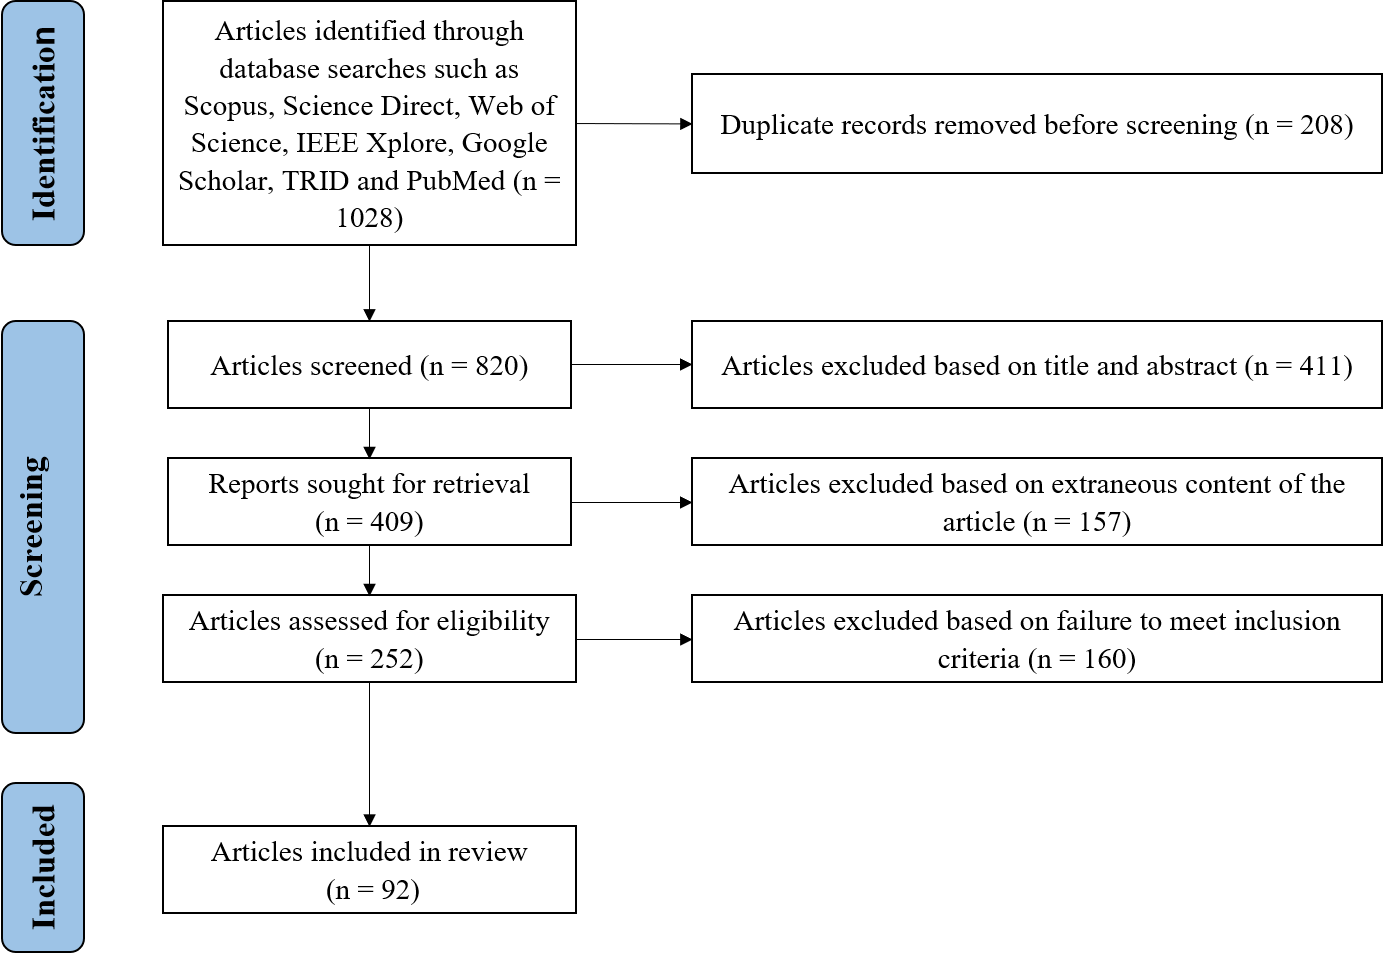 Identification
Articles identified through
database searches such as
Scopus, Science Direct, Web of
Science, IEEE Xplore, Google
Scholar, TRID and PubMed (n =
1028)
Duplicate records removed before screening (n = 208)
Screening
Articles screened (n = 820)
Articles excluded based on title and abstract (n = 411)
Reports sought for retrieval
(n = 409)
Articles excluded based on extraneous content of the
article (n = 157)
Articles assessed for eligibility
(n = 252)
Articles excluded based on failure to meet inclusion
criteria (n = 160)
Included
Articles included in review
(n = 92)